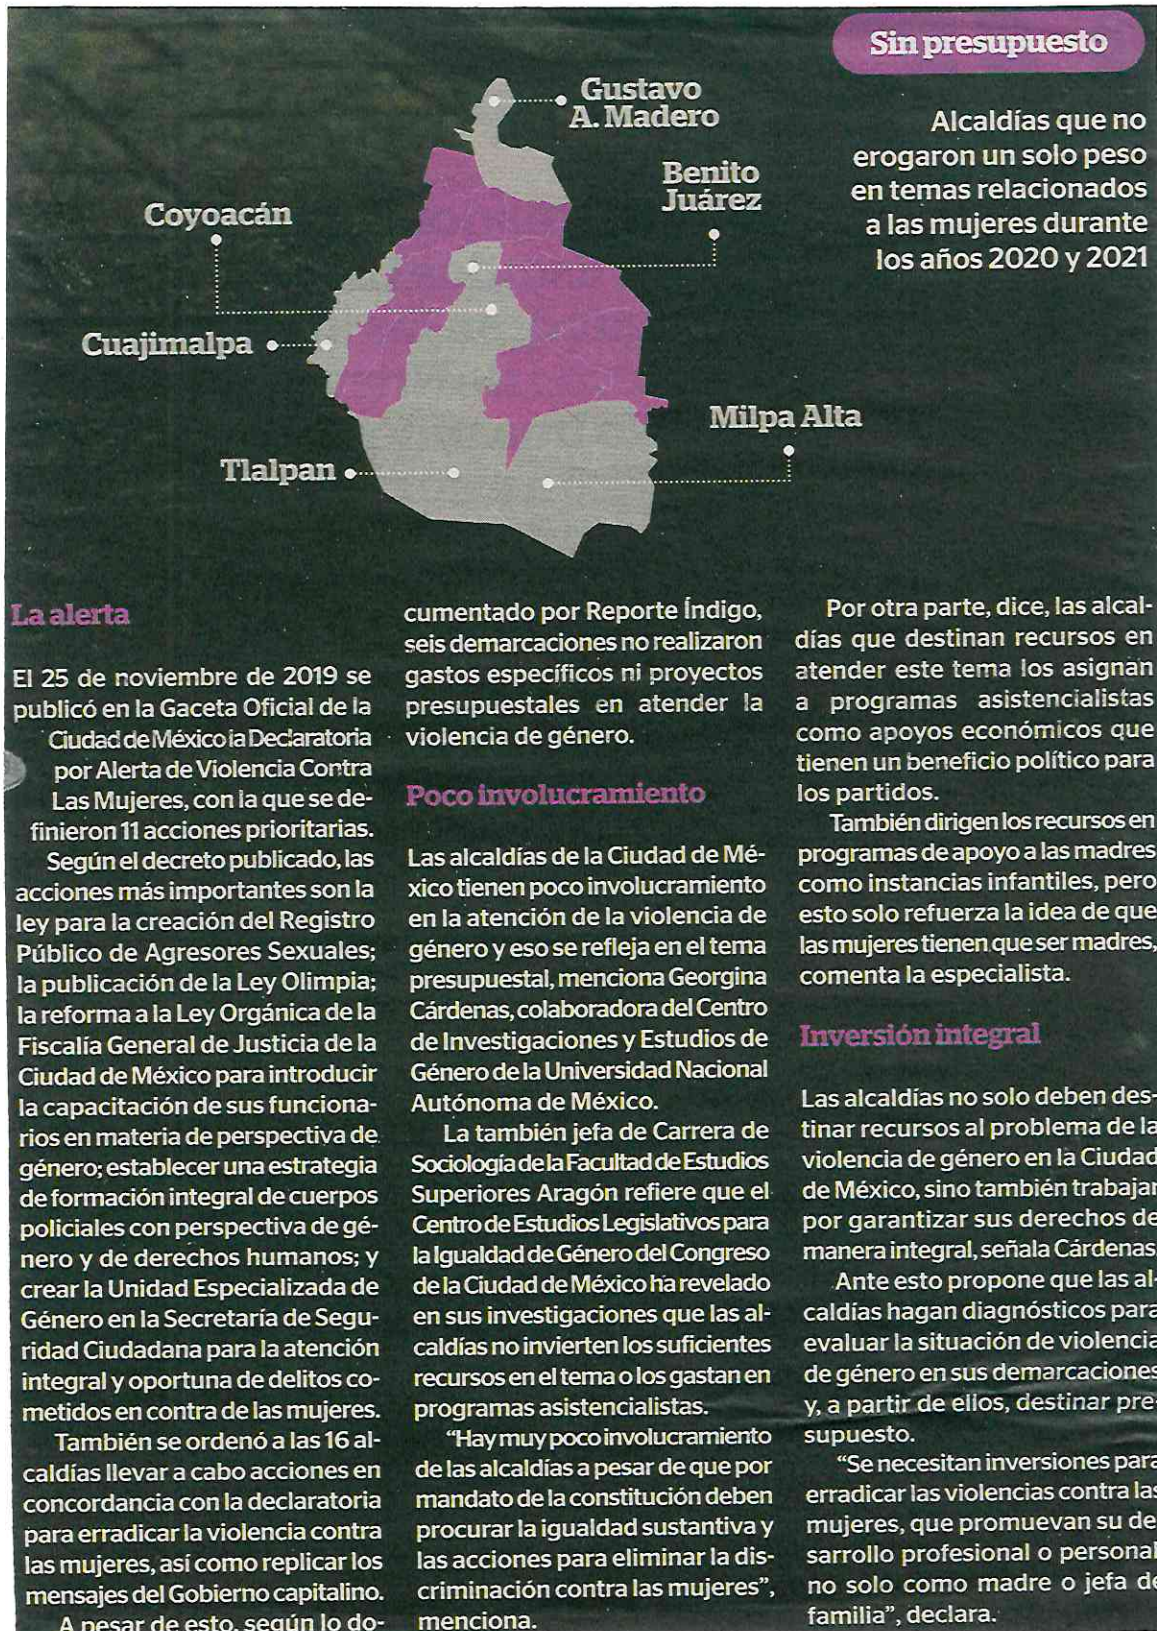 Sin presupuesto
Alcaldías que no
erogaron un solo peso
en temas relacionados
a las mujeres durante
los años 2020 y 2021
Gustavo
A. Madero
Benito
Juárez
Coyoacán
Cuajimalpa
Milpa Alta
Tlalpan
La alerta
El 25 de noviembre de 2019 se
publicó en la Gaceta Oficial de la
Ciudad de México la Declaratoria
por Alerta de Violencia Contra
Las Mujeres, con la que se de-
finieron 11 acciones prioritarias.
Según el decreto publicado, las
acciones más importantes son la
ley para la creación del Registro
Público de Agresores Sexuales;
la publicación de la Ley Olimpia;
la reforma a la Ley Orgánica de la
Fiscalía General de Justicia de la
Ciudad de México para introducir
la capacitación de sus funciona-
rios en materia de perspectiva de
género; establecer una estrategia
de formación integral de cuerpos
policiales con perspectiva de gé-
nero y de derechos humanos; y
crear la Unidad Especializada de
Género en la Secretaría de Segu-
ridad Ciudadana para la atención
integral y oportuna de delitos co-
metidos en contra de las mujeres.
También se ordenó a las 16 al-
caldías llevar a cabo acciones en
concordancia con la declaratoria
para erradicar la violencia contra
las mujeres, así como replicar los
mensajes del Gobierno capitalino.
A pesar de esto, según lo do-
cumentado por Reporte Índigo,
seis demarcaciones no realizaron
gastos específicos ni proyectos
presupuestales en atender la
violencia de género.
Poco involucramiento
Las alcaldías de la Ciudad de Mé-
xico tienen poco involucramiento
en la atención de la violencia de
género y eso se refleja en el tema
presupuestal, menciona Georgina
Cárdenas, colaboradora del Centro
de Investigaciones y Estudios de
Género de la Universidad Nacional
Autónoma de México.
La también jefa de Carrera de
Sociología de la Facultad de Estudios
Superiores Aragón refiere que el
Centro de Estudios Legislativos para
la Igualdad de Género del Congreso
de la Ciudad de México ha revelado
en sus investigaciones que las al-
caldías no invierten los suficientes
recursos en el tema o los gastan en
programas asistencialistas.
"Hay muy poco involucramiento
de las alcaldías a pesar de que por
mandato de la constitución deben
procurar la igualdad sustantiva y
las acciones para eliminar la dis-
criminación contra las mujeres",
menciona.
Por otra parte, dice, las alcal-
días que destinan recursos en
atender este tema los asignan
a programas asistencialistas
como apoyos económicos que
tienen un beneficio político para
los partidos.
También dirigen los recursos en
programas de apoyo a las madres
como instancias infantiles, pero
esto solo refuerza la idea de que
las mujeres tienen que ser madres,
comenta la especialista.
Inversión integral
Las alcaldías no solo deben des-
tinar recursos al problema de la
violencia de género en la Ciudad
de México, sino también trabajar
por garantizar sus derechos de
manera integral, señala Cárdenas.
Ante esto propone que las al-
caldías hagan diagnósticos para
evaluar la situación de violencia
de género en sus demarcaciones
y, a partir de ellos, destinar pre-
supuesto.
"Se necesitan inversiones para
erradicar las violencias contra las
mujeres, que promuevan su de-
sarrollo profesional o personal
no solo como madre o jefa de
familia", declara.